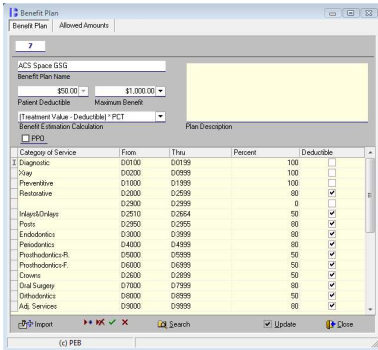 Benefit Plan
Benefit Plan Allowed Amounts
7
ACS Space GSG
Benefit Plan Name
$50.00 $1,000.00
Patient Deductible Maximum Benefit
(Treatment Value - Deductible) * PCT
Benefit Estimation Calculation Plan Description
PPO
Category of Service From Thru Percent Deductible
Diagnostic D0100 D0199 100
Xray D0200 D0999 100
Preventitive D1000 D1999 100
Restorative D2000 D2599 80
D2900 D2999 0
Inlays&Onlays D2510 D2664 50
Posts D2950 D2955 80
Endodontics D3000 D3999 80
Periodontics D4000 D4999 80
Prosthodontics-R. D5000 D5999 50
Prosthodontics-F. D6000 D6999 50
Crowns D2600 D2899 50
Oral Surgery D7000 D7999 80
Orthodontics D8000 D8999 50
Adj. Services D9000 D9999 80
Import Search Update Close
(c) PEB